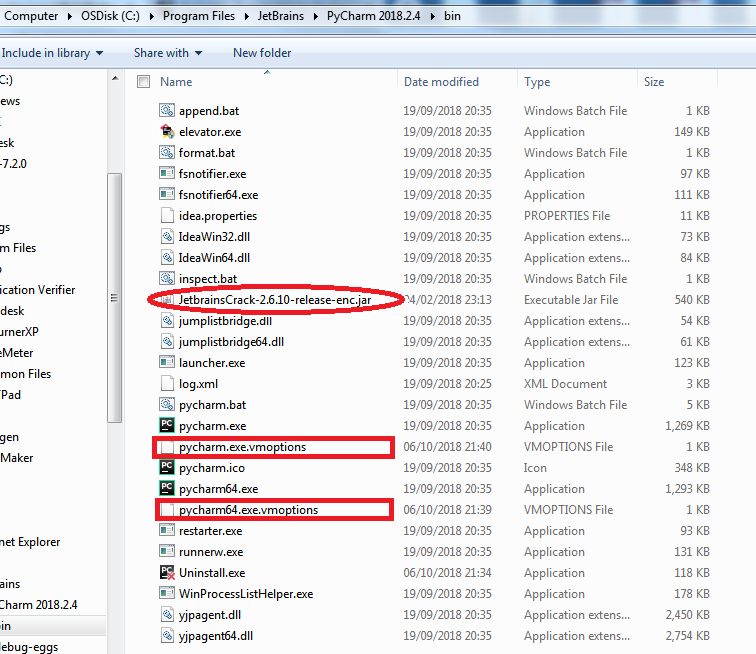 Computer ▸ OSDisk (C:) ▸ Program Files ▸ JetBrains ▸ PyCharm 2018.2.4 ▸ bin
Include in library Share with New folder
Name Date modified Type Size
append.bat 19/09/2018 20:35 Windows Batch File 1 KB
elevator.exe 19/09/2018 20:35 Application 149 KB
format.bat 19/09/2018 20:35 Windows Batch File 1 KB
fsnotifier.exe 19/09/2018 20:35 Application 97 KB
fsnotifier64.exe 19/09/2018 20:35 Application 111 KB
idea.properties 19/09/2018 20:35 PROPERTIES File 11 KB
IdeaWin32.dll 19/09/2018 20:35 Application extens... 73 KB
IdeaWin64.dll 19/09/2018 20:35 Application extens... 84 KB
inspect.bat 19/09/2018 20:35 Windows Batch File 1 KB
JetbrainsCrack-2.6.10-release-enc.jar 4/02/2018 23:13 Executable Jar File 540 KB
jumplistbridge.dll 19/09/2018 20:35 Application extens... 54 KB
jumplistbridge64.dll 19/09/2018 20:35 Application extens... 61 KB
launcher.exe 19/09/2018 20:35 Application 123 KB
log.xml 19/09/2018 20:25 XML Document 3 KB
pycharm.bat 19/09/2018 20:35 Windows Batch File 5 KB
pycharm.exe 19/09/2018 20:35 Application 1,269 KB
pycharm.exe.vmoptions 06/10/2018 21:40 VMOPTIONS File 1 KB
pycharm.ico 19/09/2018 20:35 Icon 348 KB
pycharm64.exe 19/09/2018 20:35 Application 1,293 KB
pycharm64.exe.vmoptions 06/10/2018 21:39 VMOPTIONS File 1 KB
restarter.exe 19/09/2018 20:35 Application 93 KB
runnerw.exe 19/09/2018 20:35 Application 131 KB
Uninstall.exe 06/10/2018 21:34 Application 118 KB
WinProcessListHelper.exe 19/09/2018 20:35 Application 178 KB
yjpagent.dll 19/09/2018 20:35 Application extens... 2,450 KB
yjpagent64.dll 19/09/2018 20:35 Application extens... 2,754 KB
C:)
ews
esk
-7.2.0
gs
m Files
ication Verifier
desk
urnerXP
eMeter
mon Files
Pad
gen
Maker
net Explorer
ains
Charm 2018.2.4
in
debug-eggs